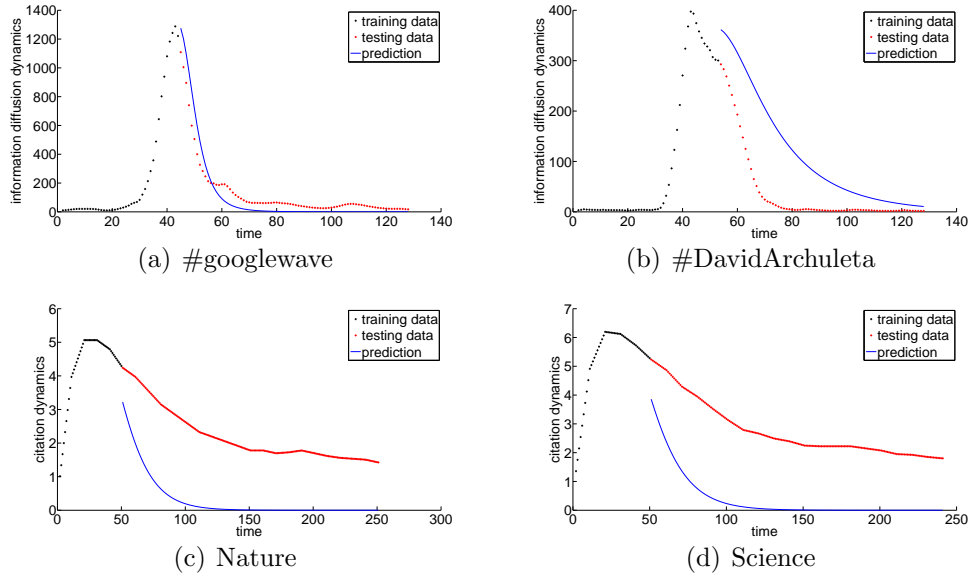 information diffusion dynamics
1400
1200
1000
800
600
400
200
0
0 20 40 60 80 100 120 140
time
training data
testing data
prediction
(a) #googlewave
information diffusion dynamics
400
300
200
100
0
0 20 40 60 80 100 120 140
time
training data
testing data
prediction
(b) #DavidArchuleta
citation dynamics
6
5
4
3
2
1
0
0 50 100 150 200 250 300
time
training data
testing data
prediction
(c) Nature
citation dynamics
7
6
5
4
3
2
1
0
0 50 100 150 200 250
time
training data
testing data
prediction
(d) Science